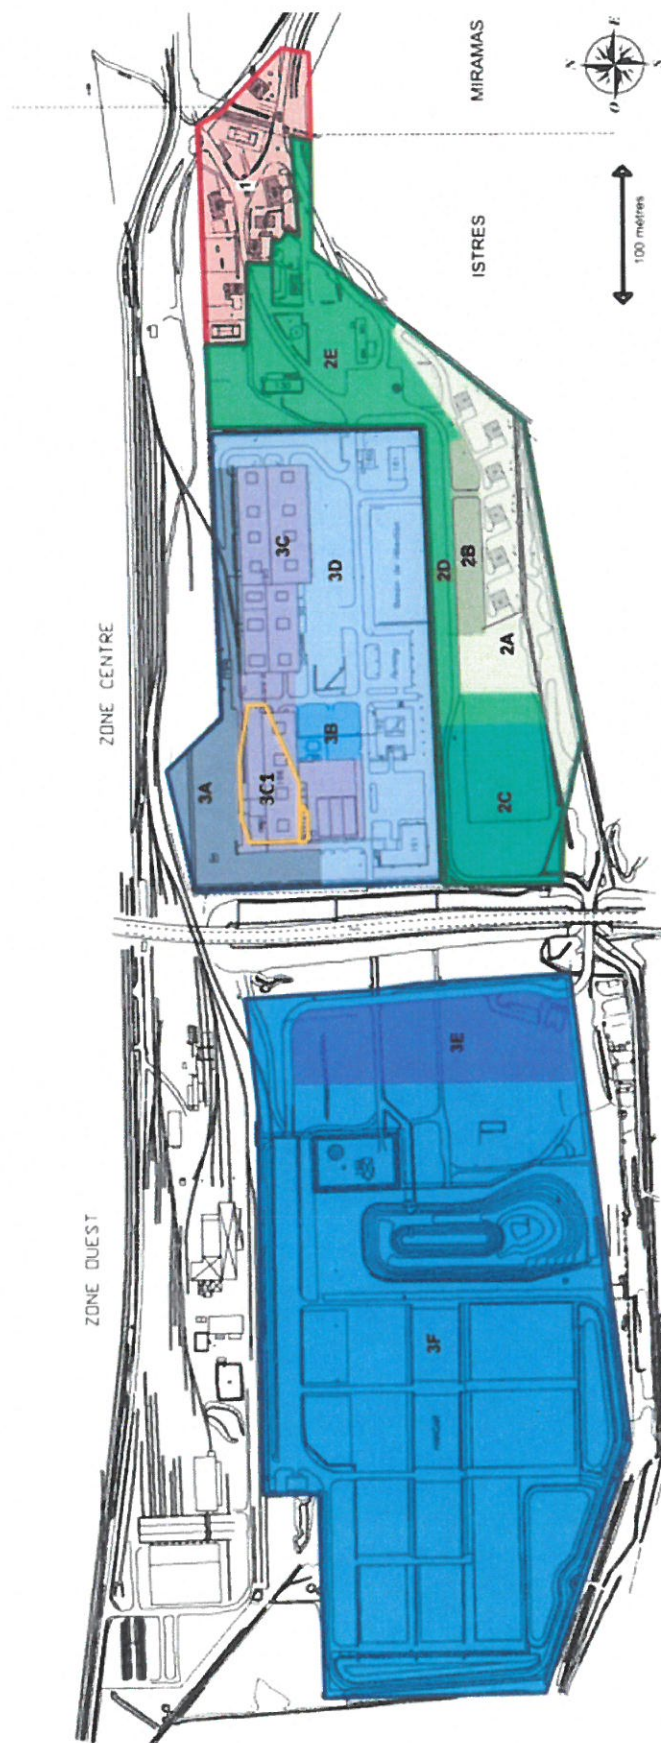 MIRAMAS
N
E
O
S
100 mètres
ISTRES
1
2E
ZONE CENTRE
3C
3D
2D
2B
2A
3A
3C1
3B
Parking
2C
ZONE OUEST
3E
3F